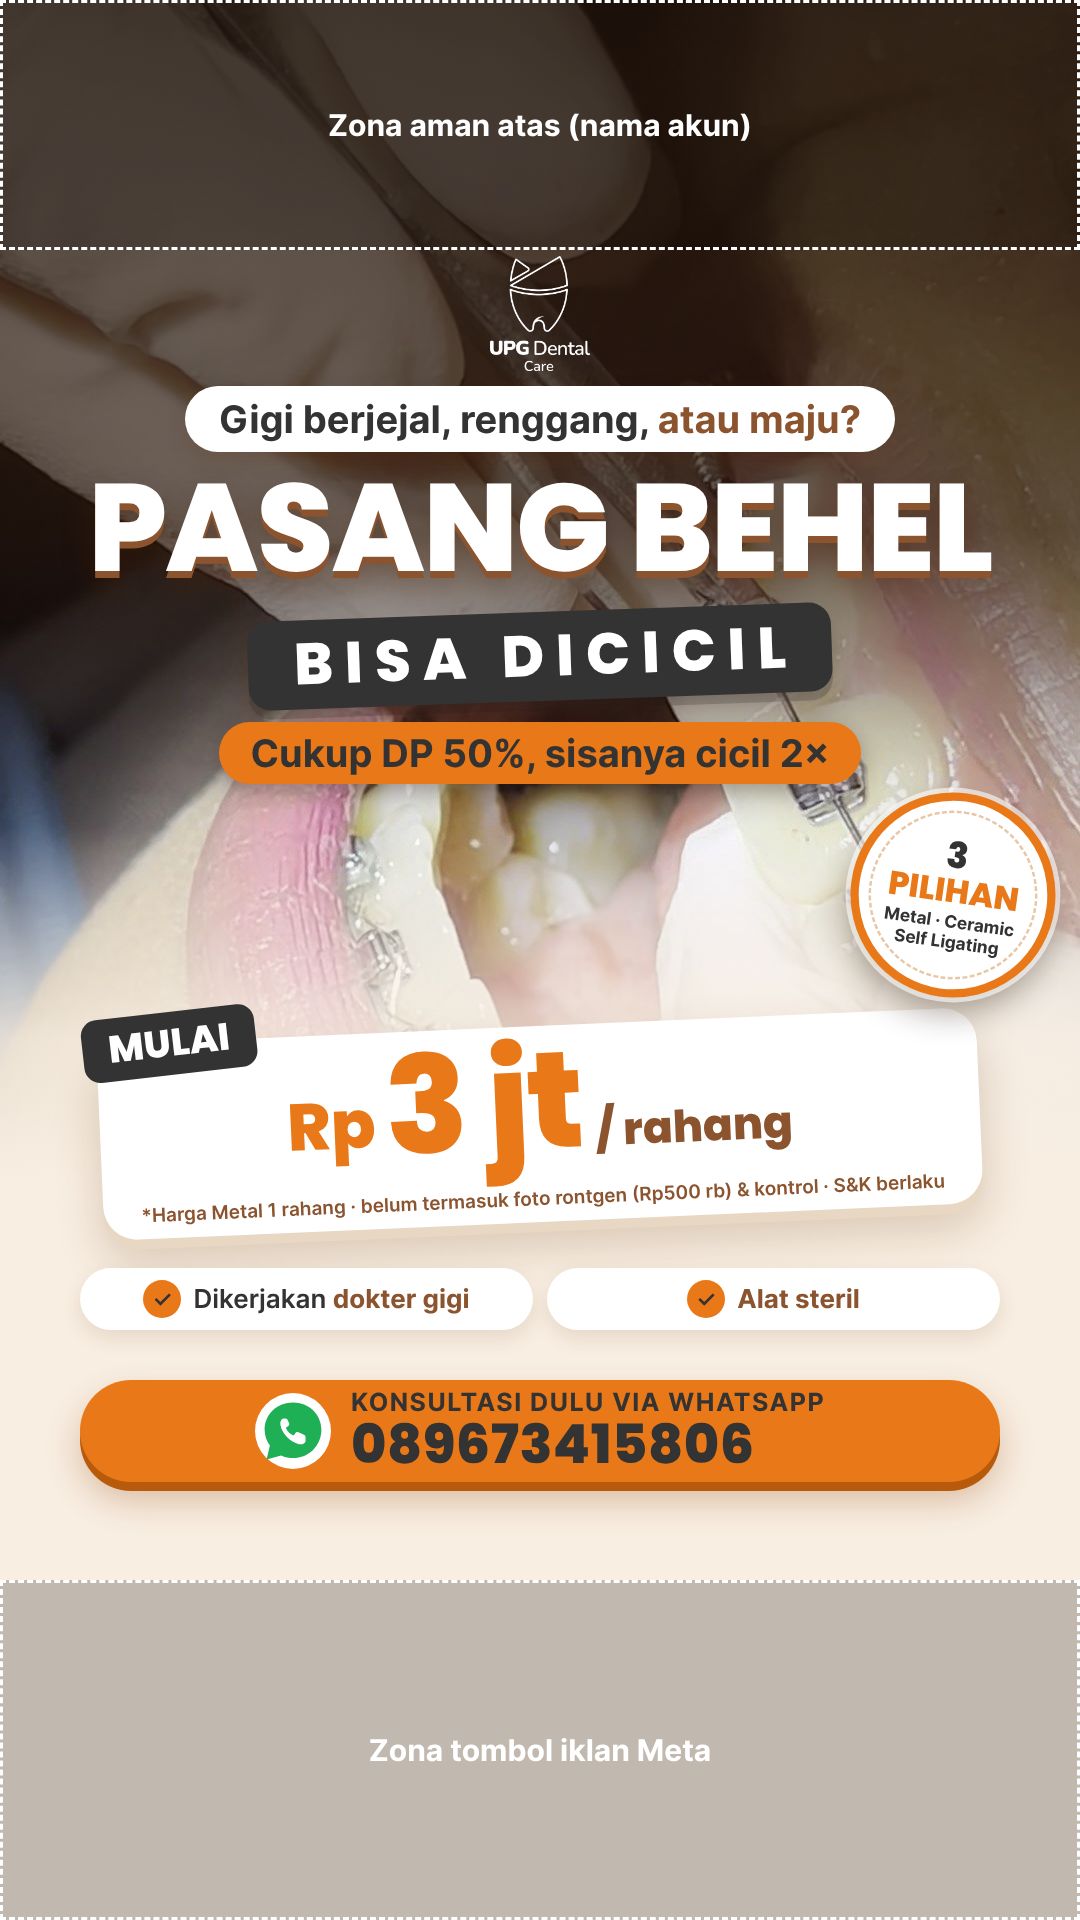 Zona aman atas (nama akun)
UPG Dental
Care
Gigi berjejal, renggang, atau maju?
PASANG BEHEL
BISA DICICIL
Cukup DP 50%, sisanya cicil 2×
3
PILIHAN
Metal · Ceramic
Self Ligating
MULAI
Rp 3 jt / rahang
*Harga Metal 1 rahang · belum termasuk foto rontgen (Rp500 rb) & kontrol · S&K berlaku
Dikerjakan dokter gigi
Alat steril
KONSULTASI DULU VIA WHATSAPP
089673415806
Zona tombol iklan Meta